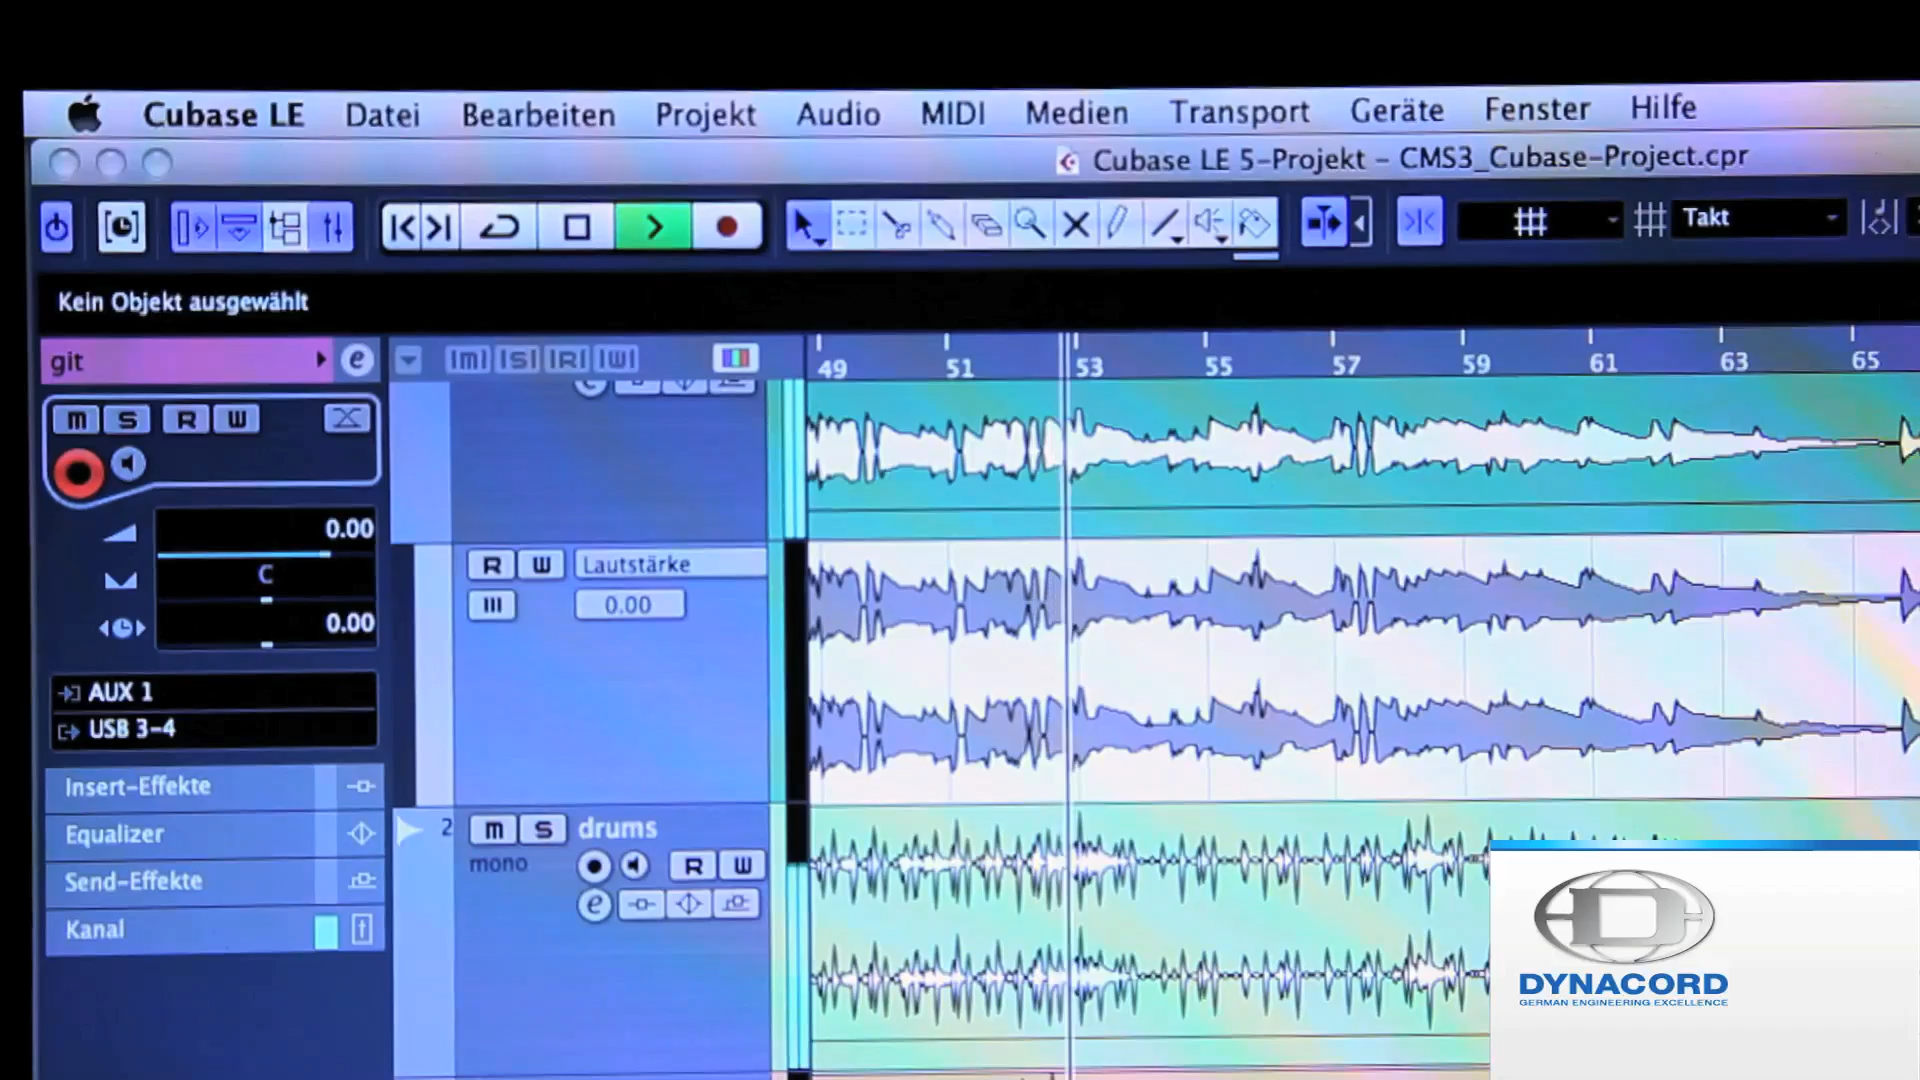 Cubase LE Datei Bearbeiten Projekt Audio MIDI Medien Transport Geräte Fenster Hilfe
Cubase LE 5-Projekt - CMS3_Cubase-Project.cpr
Takt
Kein Objekt ausgewählt
git e M S R W
49 51 53 55 57 59 61 63 65
M S R W
0.00
C
0.00
AUX 1
USB 3-4
Insert-Effekte
Equalizer
Send-Effekte
Kanal
R W Lautstärke
0.00
2 M S drums
mono R W
e
D
DYNACORD
GERMAN ENGINEERING EXCELLENCE